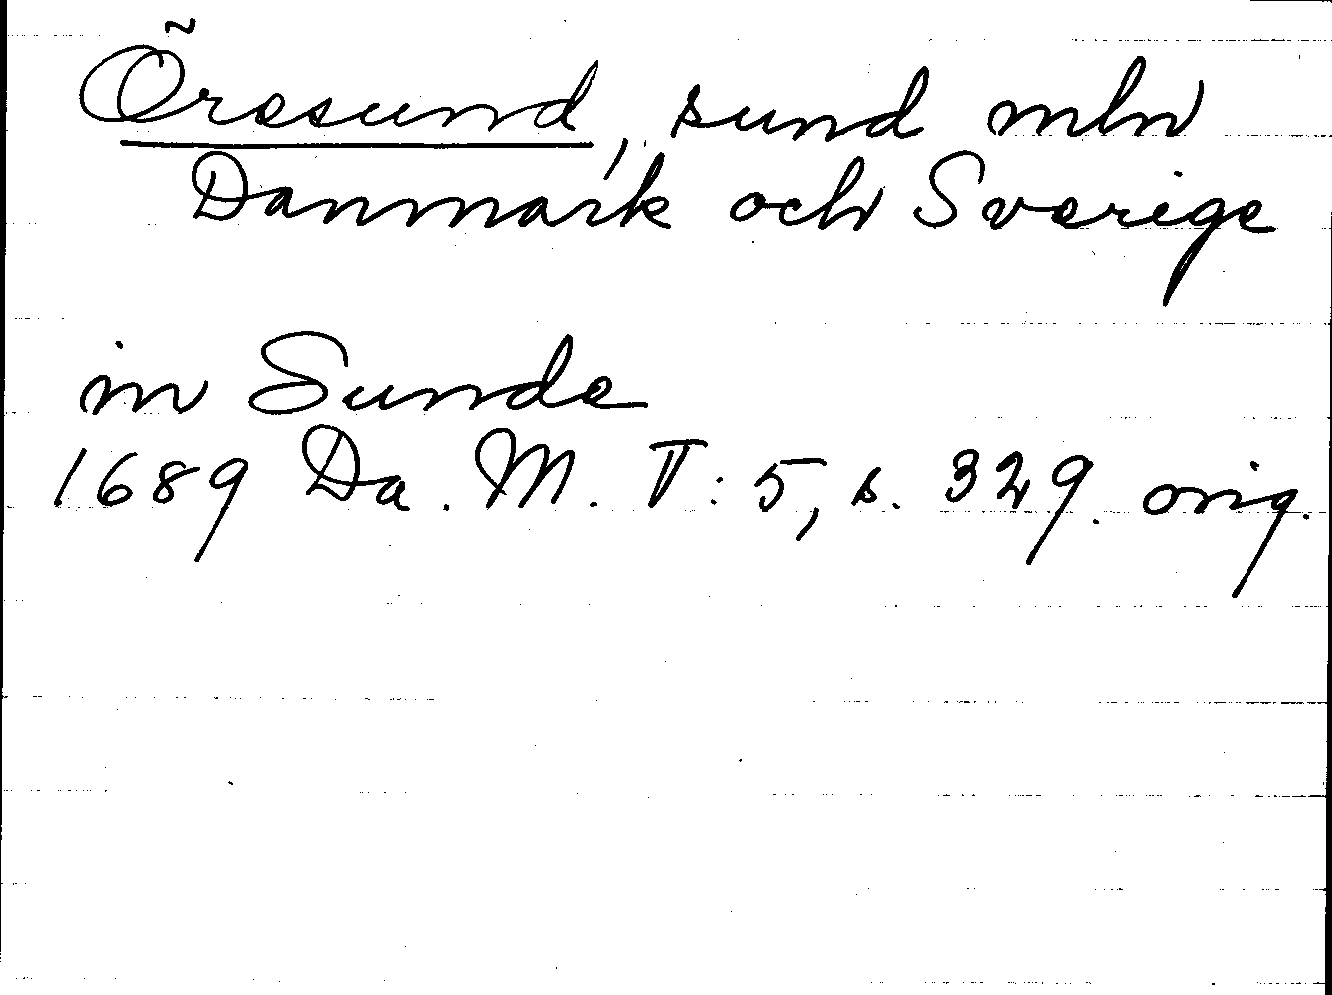 Öresund, sund mln
Danmark och Sverige
in Sunde
1689 Da. M. T: 5, s. 329. orig.